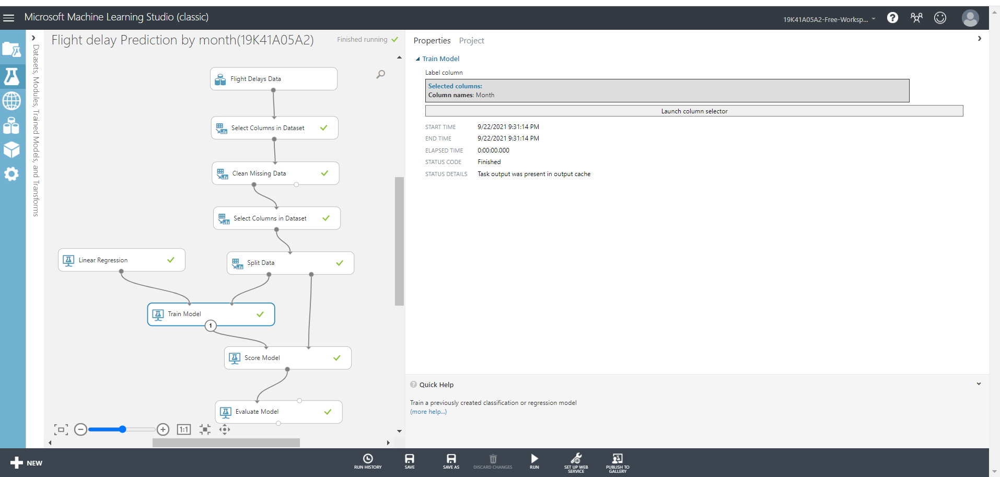 Microsoft Machine Learning Studio (classic)
19K41A05A2-Free-Worksp...
Datasets, Modules, Trained Models, and Transforms
Flight delay Prediction by month(19K41A05A2)
Finished running
Flight Delays Data
Select Columns in Dataset
Clean Missing Data
Select Columns in Dataset
Linear Regression
Split Data
Train Model
1
Score Model
Evaluate Model
1:1
Properties Project
Train Model
Label column
Selected columns:
Column names: Month
Launch column selector
START TIME 9/22/2021 9:31:14 PM
END TIME 9/22/2021 9:31:14 PM
ELAPSED TIME 0:00:00.000
STATUS CODE Finished
STATUS DETAILS Task output was present in output cache
? Quick Help
Train a previously created classification or regression model
(more help...)
NEW
RUN HISTORY
SAVE
SAVE AS
DISCARD CHANGES
RUN
SET UP WEB
SERVICE
PUBLISH TO
GALLERY